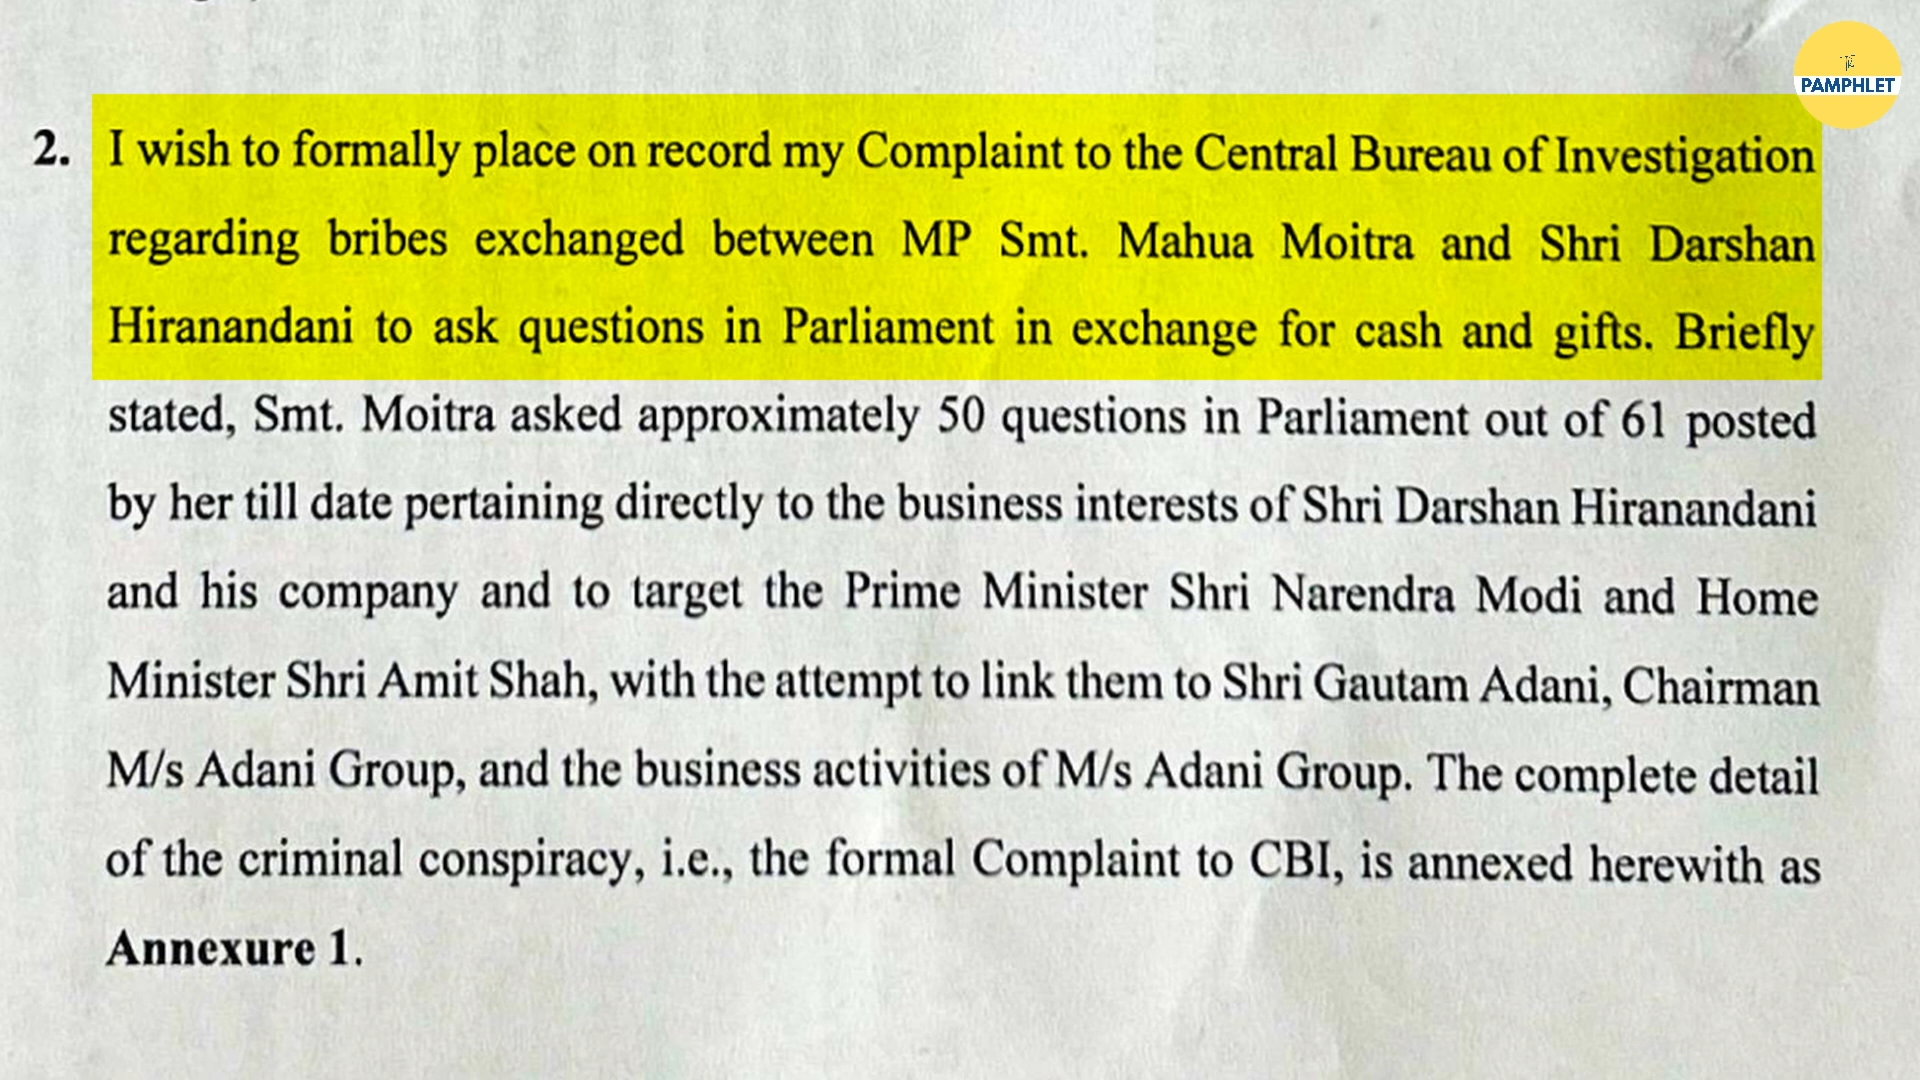 PAMPHLET
2. I wish to formally place on record my Complaint to the Central Bureau of Investigation
regarding bribes exchanged between MP Smt. Mahua Moitra and Shri Darshan
Hiranandani to ask questions in Parliament in exchange for cash and gifts. Briefly
stated, Smt. Moitra asked approximately 50 questions in Parliament out of 61 posted
by her till date pertaining directly to the business interests of Shri Darshan Hiranandani
and his company and to target the Prime Minister Shri Narendra Modi and Home
Minister Shri Amit Shah, with the attempt to link them to Shri Gautam Adani, Chairman
M/s Adani Group, and the business activities of M/s Adani Group. The complete detail
of the criminal conspiracy, i.e., the formal Complaint to CBI, is annexed herewith as
Annexure 1.